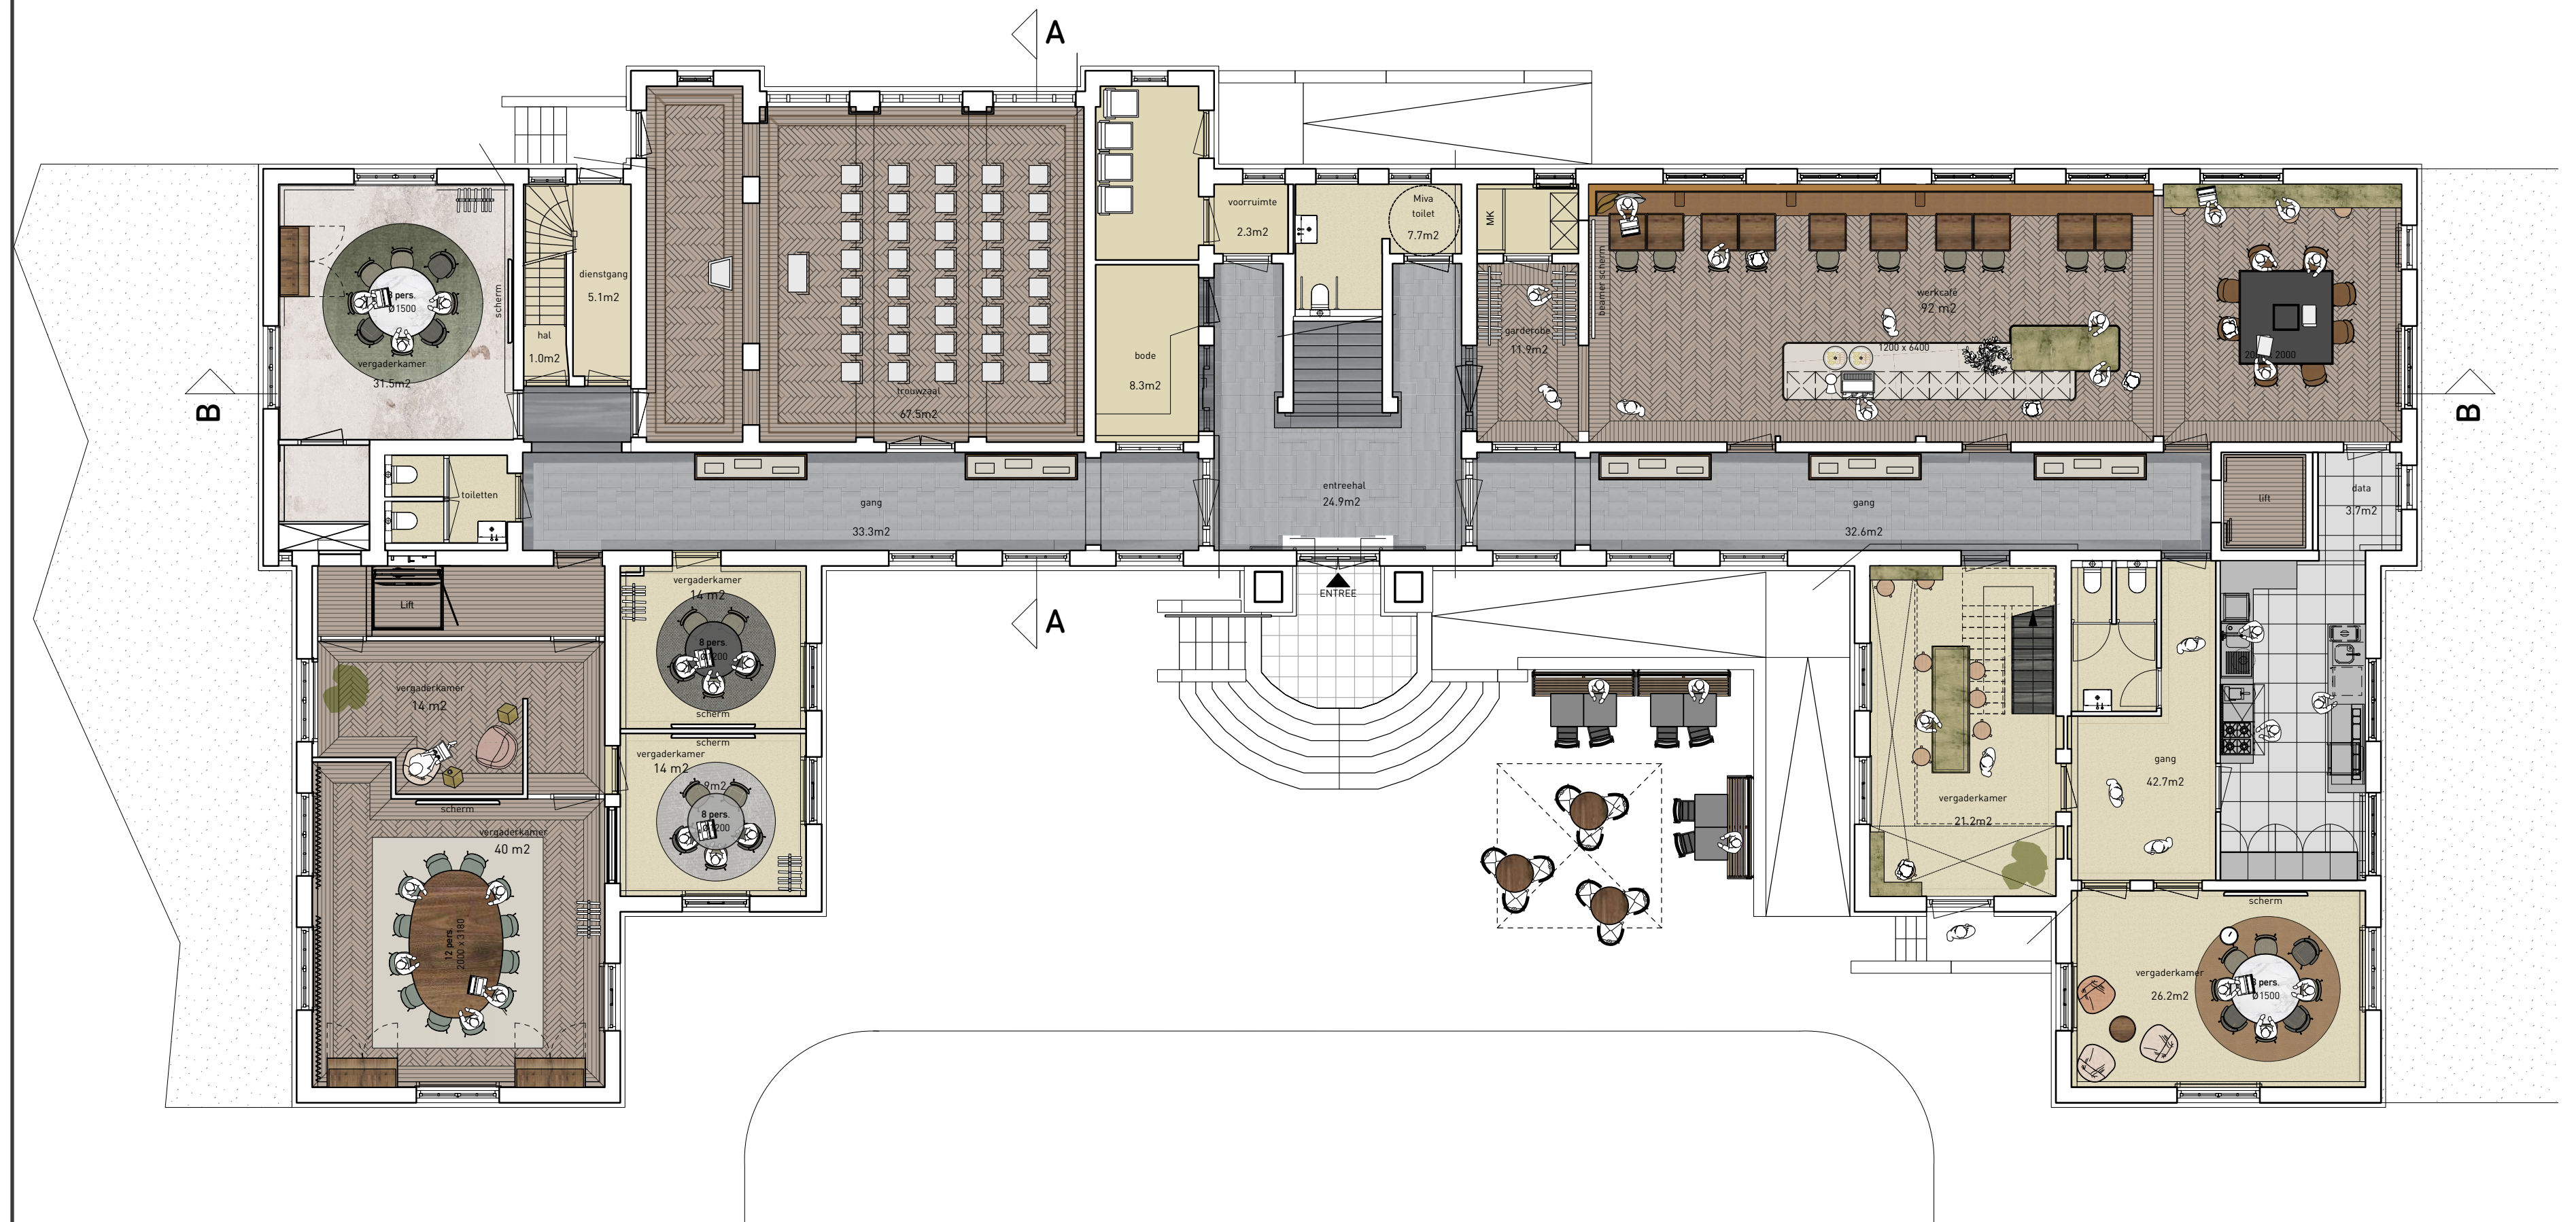 A
B
B
A
vergaderkamer
31.5m2
8 pers.
Ø1500
scherm
hal
1.0m2
dienstgang
5.1m2
trouwzaal
67.5m2
bode
8.3m2
voorruimte
2.3m2
Miva
toilet
7.7m2
MK
garderobe
11.9m2
beamer scherm
werkcafé
92 m2
1200 x 6400
toiletten
gang
33.3m2
entreehal
24.9m2
gang
32.6m2
lift
data
3.7m2
ENTREE
Lift
vergaderkamer
14 m2
8 pers.
Ø1200
scherm
scherm
vergaderkamer
14 m2
8 pers.
vergaderkamer
14 m2
scherm
vergaderkamer
40 m2
12 pers.
2000 x 3180
vergaderkamer
21.2m2
gang
42.7m2
scherm
vergaderkamer
26.2m2
pers.
Ø1500